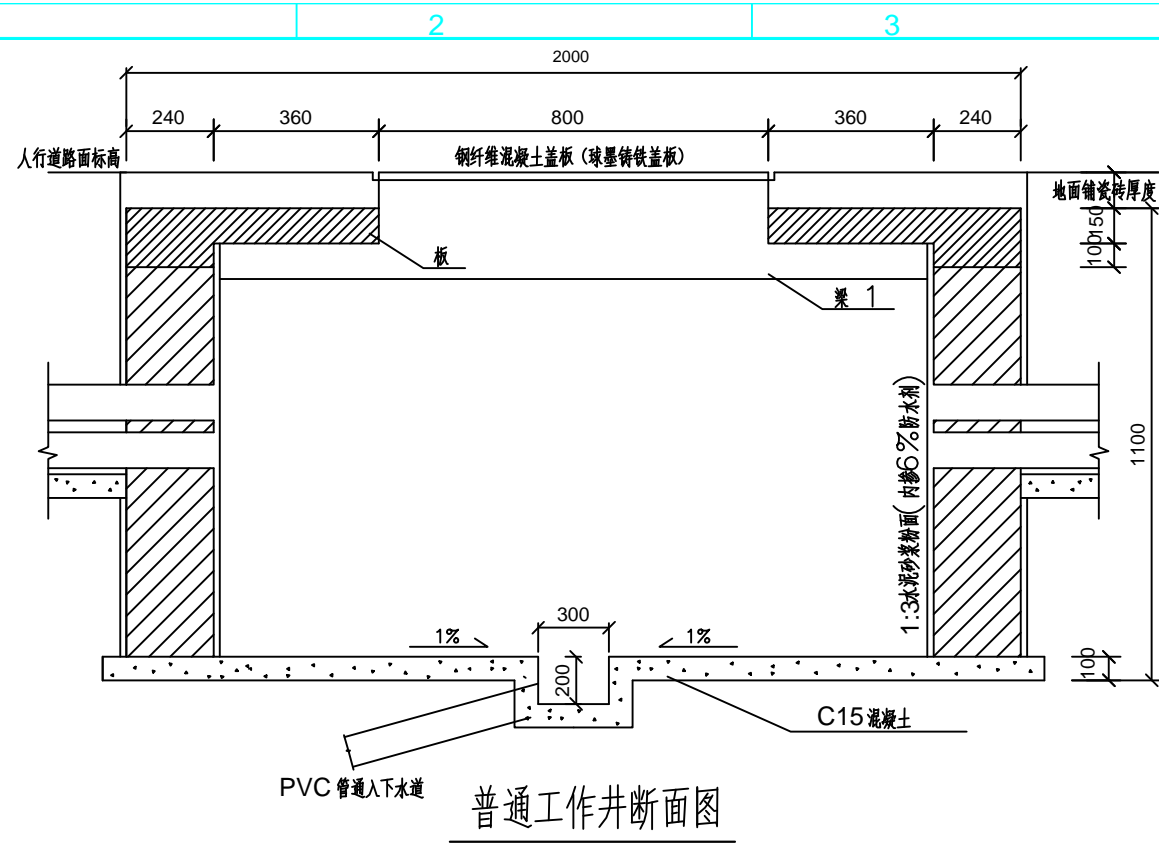 2
3
2000
240
360
800
360
240
人行道路面标高
钢纤维混凝土盖板（球墨铸铁盖板）
地面铺瓷砖厚度
150
100
板
梁 1
1100
1:3水泥砂浆粉面（内掺6%防水剂）
300
1%
1%
200
100
C15混凝土
PVC 管通入下水道
普通工作井断面图